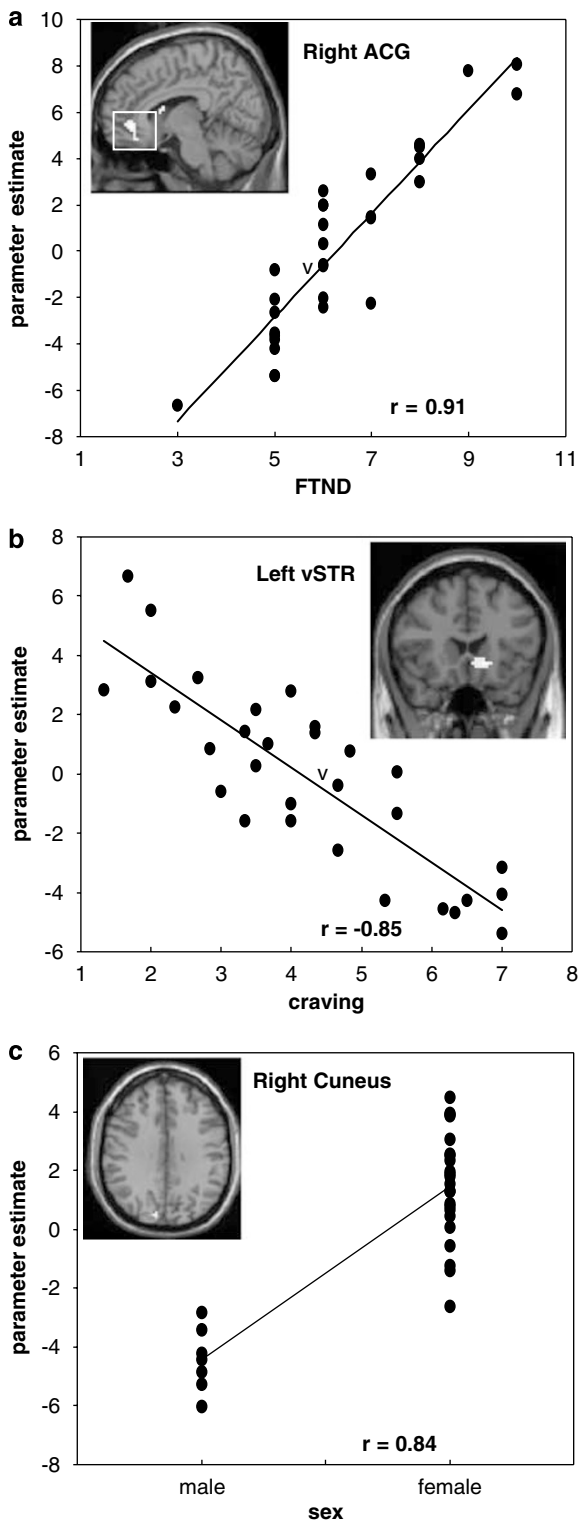 a
Right ACG
parameter estimate
10
8
6
4
2
0
-2
-4
-6
-8
v
r = 0.91
1 3 5 7 9 11
FTND
b
Left vSTR
parameter estimate
8
6
4
2
0
-2
-4
-6
v
r = -0.85
1 2 3 4 5 6 7 8
craving
c
Right Cuneus
parameter estimate
6
4
2
0
-2
-4
-6
-8
r = 0.84
male female
sex